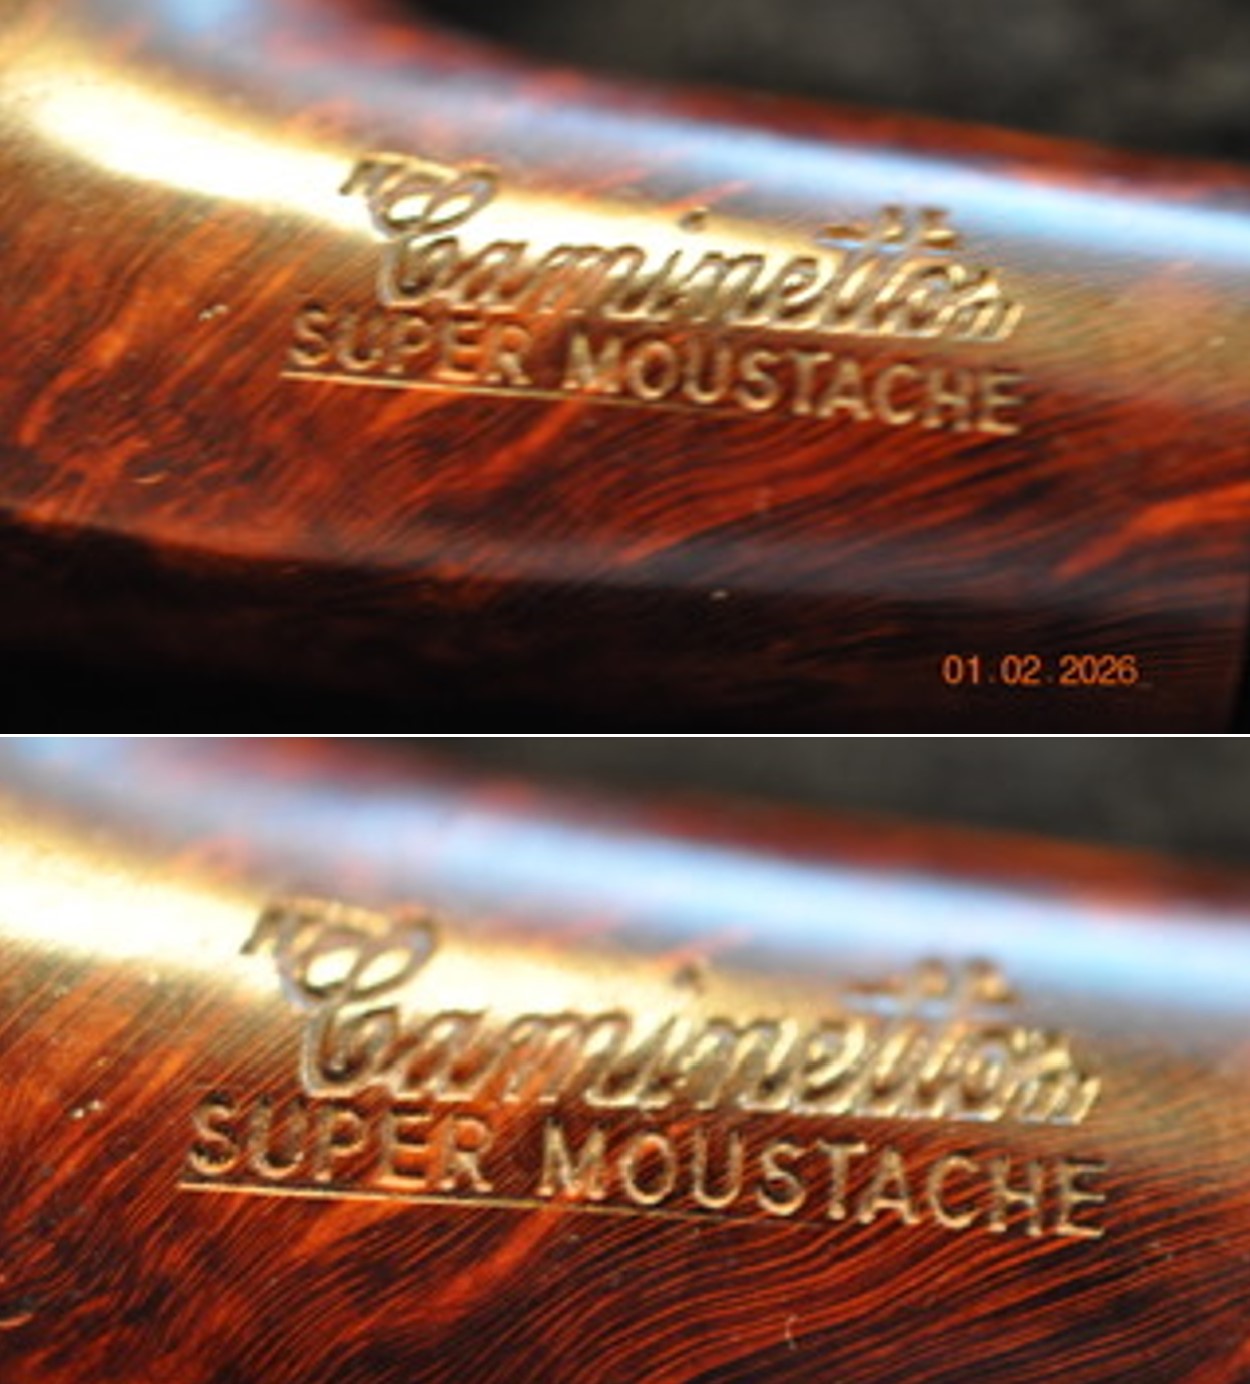 Caminetto
SUPER MOUSTACHE
01.02.2026
Caminetto
SUPER MOUSTACHE